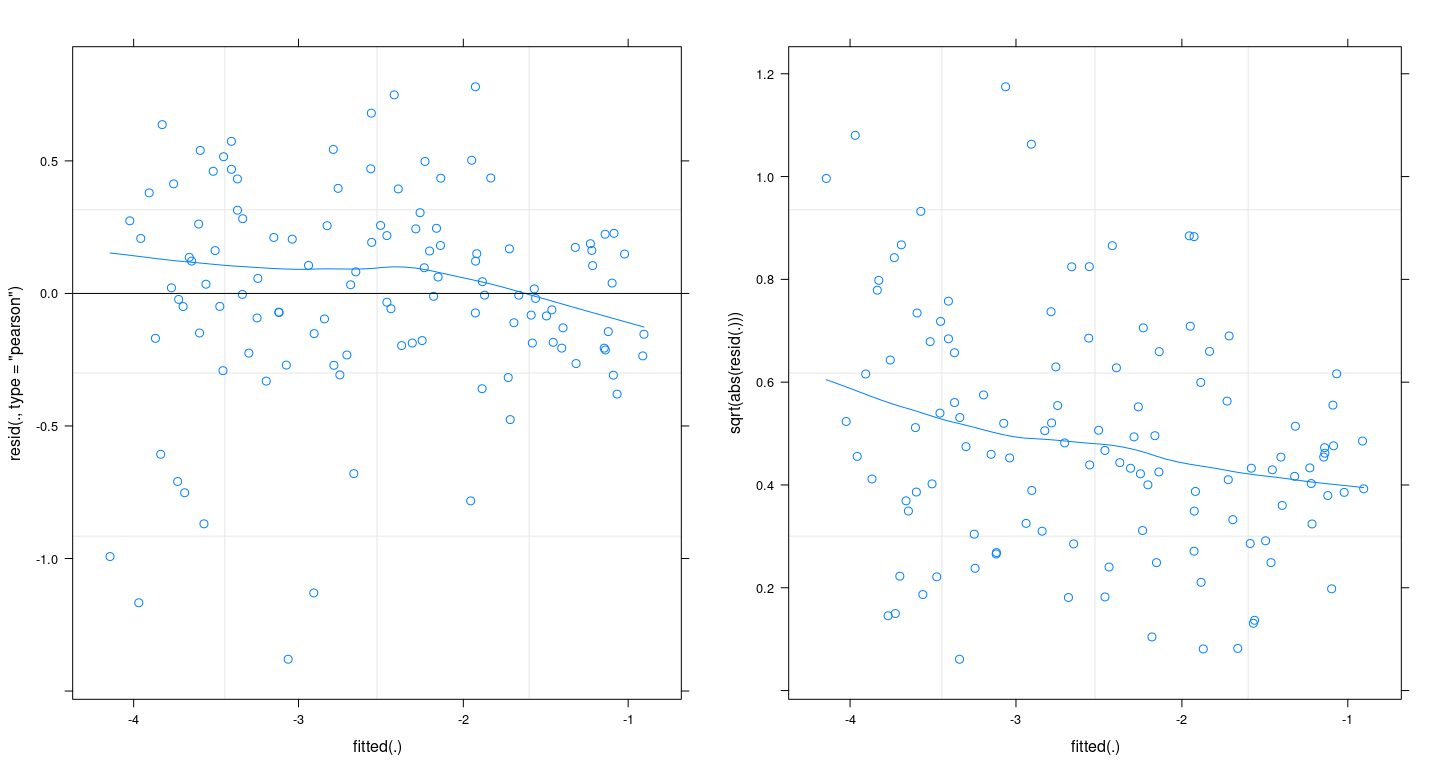 resid(., type = "pearson")
0.5
0.0
-0.5
-1.0
-4 -3 -2 -1
fitted(.)
sqrt(abs(resid(.)))
1.2
1.0
0.8
0.6
0.4
0.2
-4 -3 -2 -1
fitted(.)